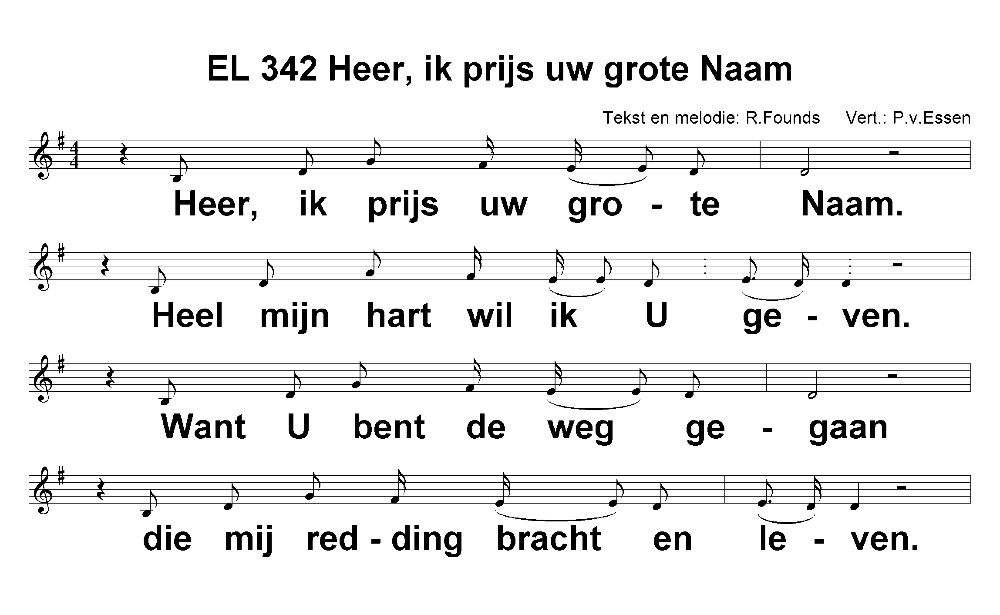 EL 342 Heer, ik prijs uw grote Naam
Tekst en melodie: R.Founds Vert.: P.v.Essen
4
4
Heer, ik prijs uw gro - te Naam.
Heel mijn hart wil ik U ge - ven.
Want U bent de weg ge - gaan
die mij red - ding bracht en le - ven.